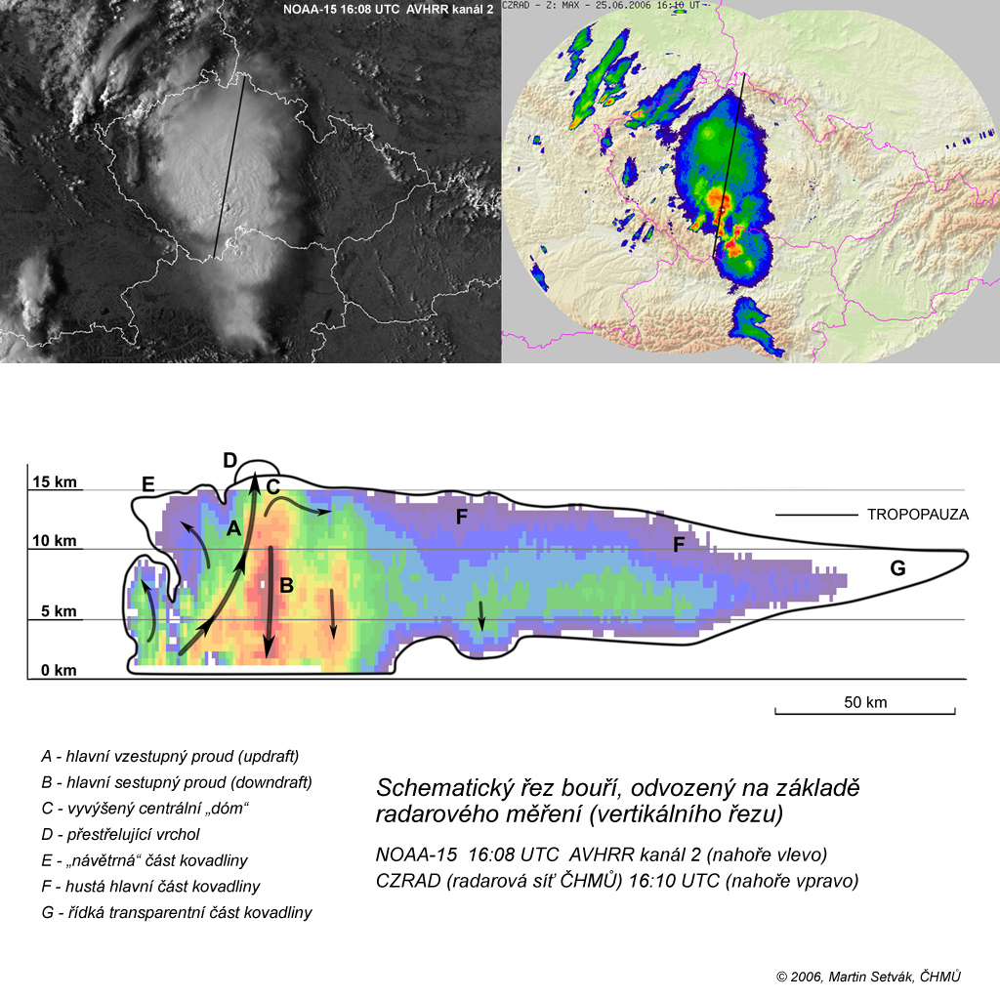 NOAA-15 16:08 UTC AVHRR kanál 2
CZRAD - Z: MAX - 25.06.2006 16:10 UT
D
15 km
E
C
F
TROPOPAUZA
A
10 km
F
G
B
5 km
0 km
50 km
A - hlavní vzestupný proud (updraft)
B - hlavní sestupný proud (downdraft)
C - vyvýšený centrální „dóm“
D - přestřelující vrchol
E - „návětrná“ část kovadliny
F - hustá hlavní část kovadliny
G - řídká transparentní část kovadliny
Schematický řez bouří, odvozený na základě
radarového měření (vertikálního řezu)
NOAA-15 16:08 UTC AVHRR kanál 2 (nahoře vlevo)
CZRAD (radarová síť ČHMÚ) 16:10 UTC (nahoře vpravo)
© 2006, Martin Setvák, ČHMÚ